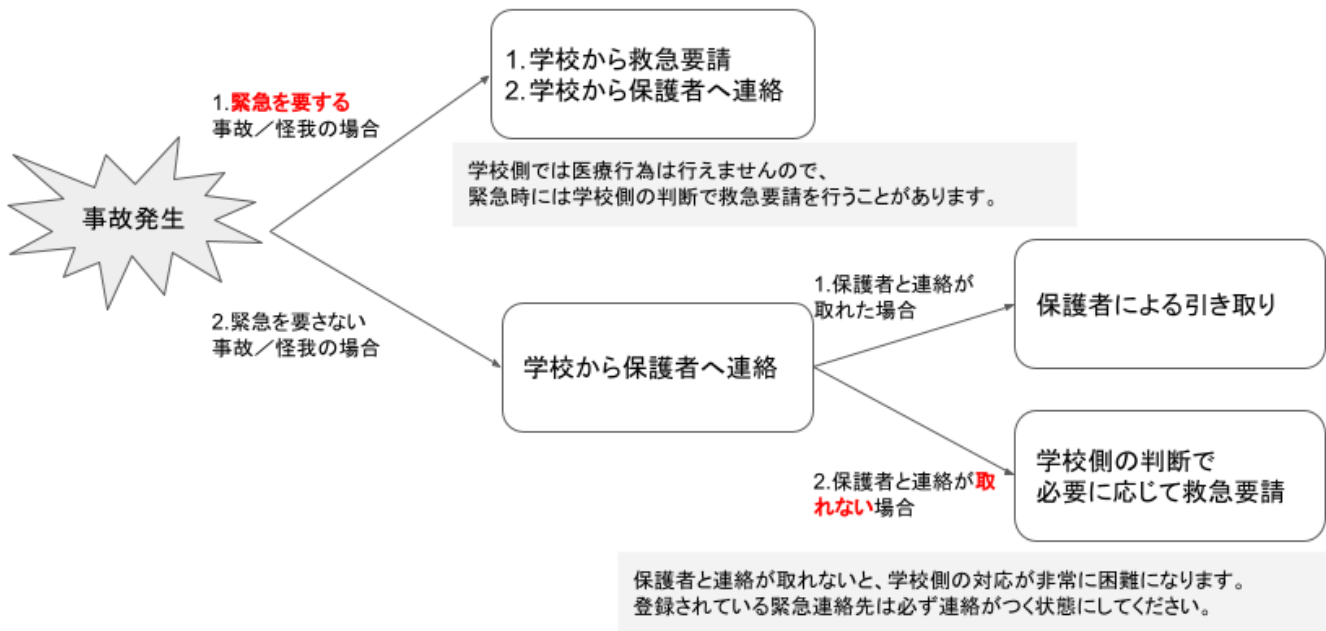 1.学校から救急要請
2.学校から保護者へ連絡
1.緊急を要する
事故／怪我の場合
学校側では医療行為は行えませんので、
緊急時には学校側の判断で救急要請を行うことがあります。
事故発生
2.緊急を要さない
事故／怪我の場合
学校から保護者へ連絡
1.保護者と連絡が
取れた場合
保護者による引き取り
2.保護者と連絡が取
れない場合
学校側の判断で
必要に応じて救急要請
保護者と連絡が取れないと、学校側の対応が非常に困難になります。
登録されている緊急連絡先は必ず連絡がつく状態にしてください。